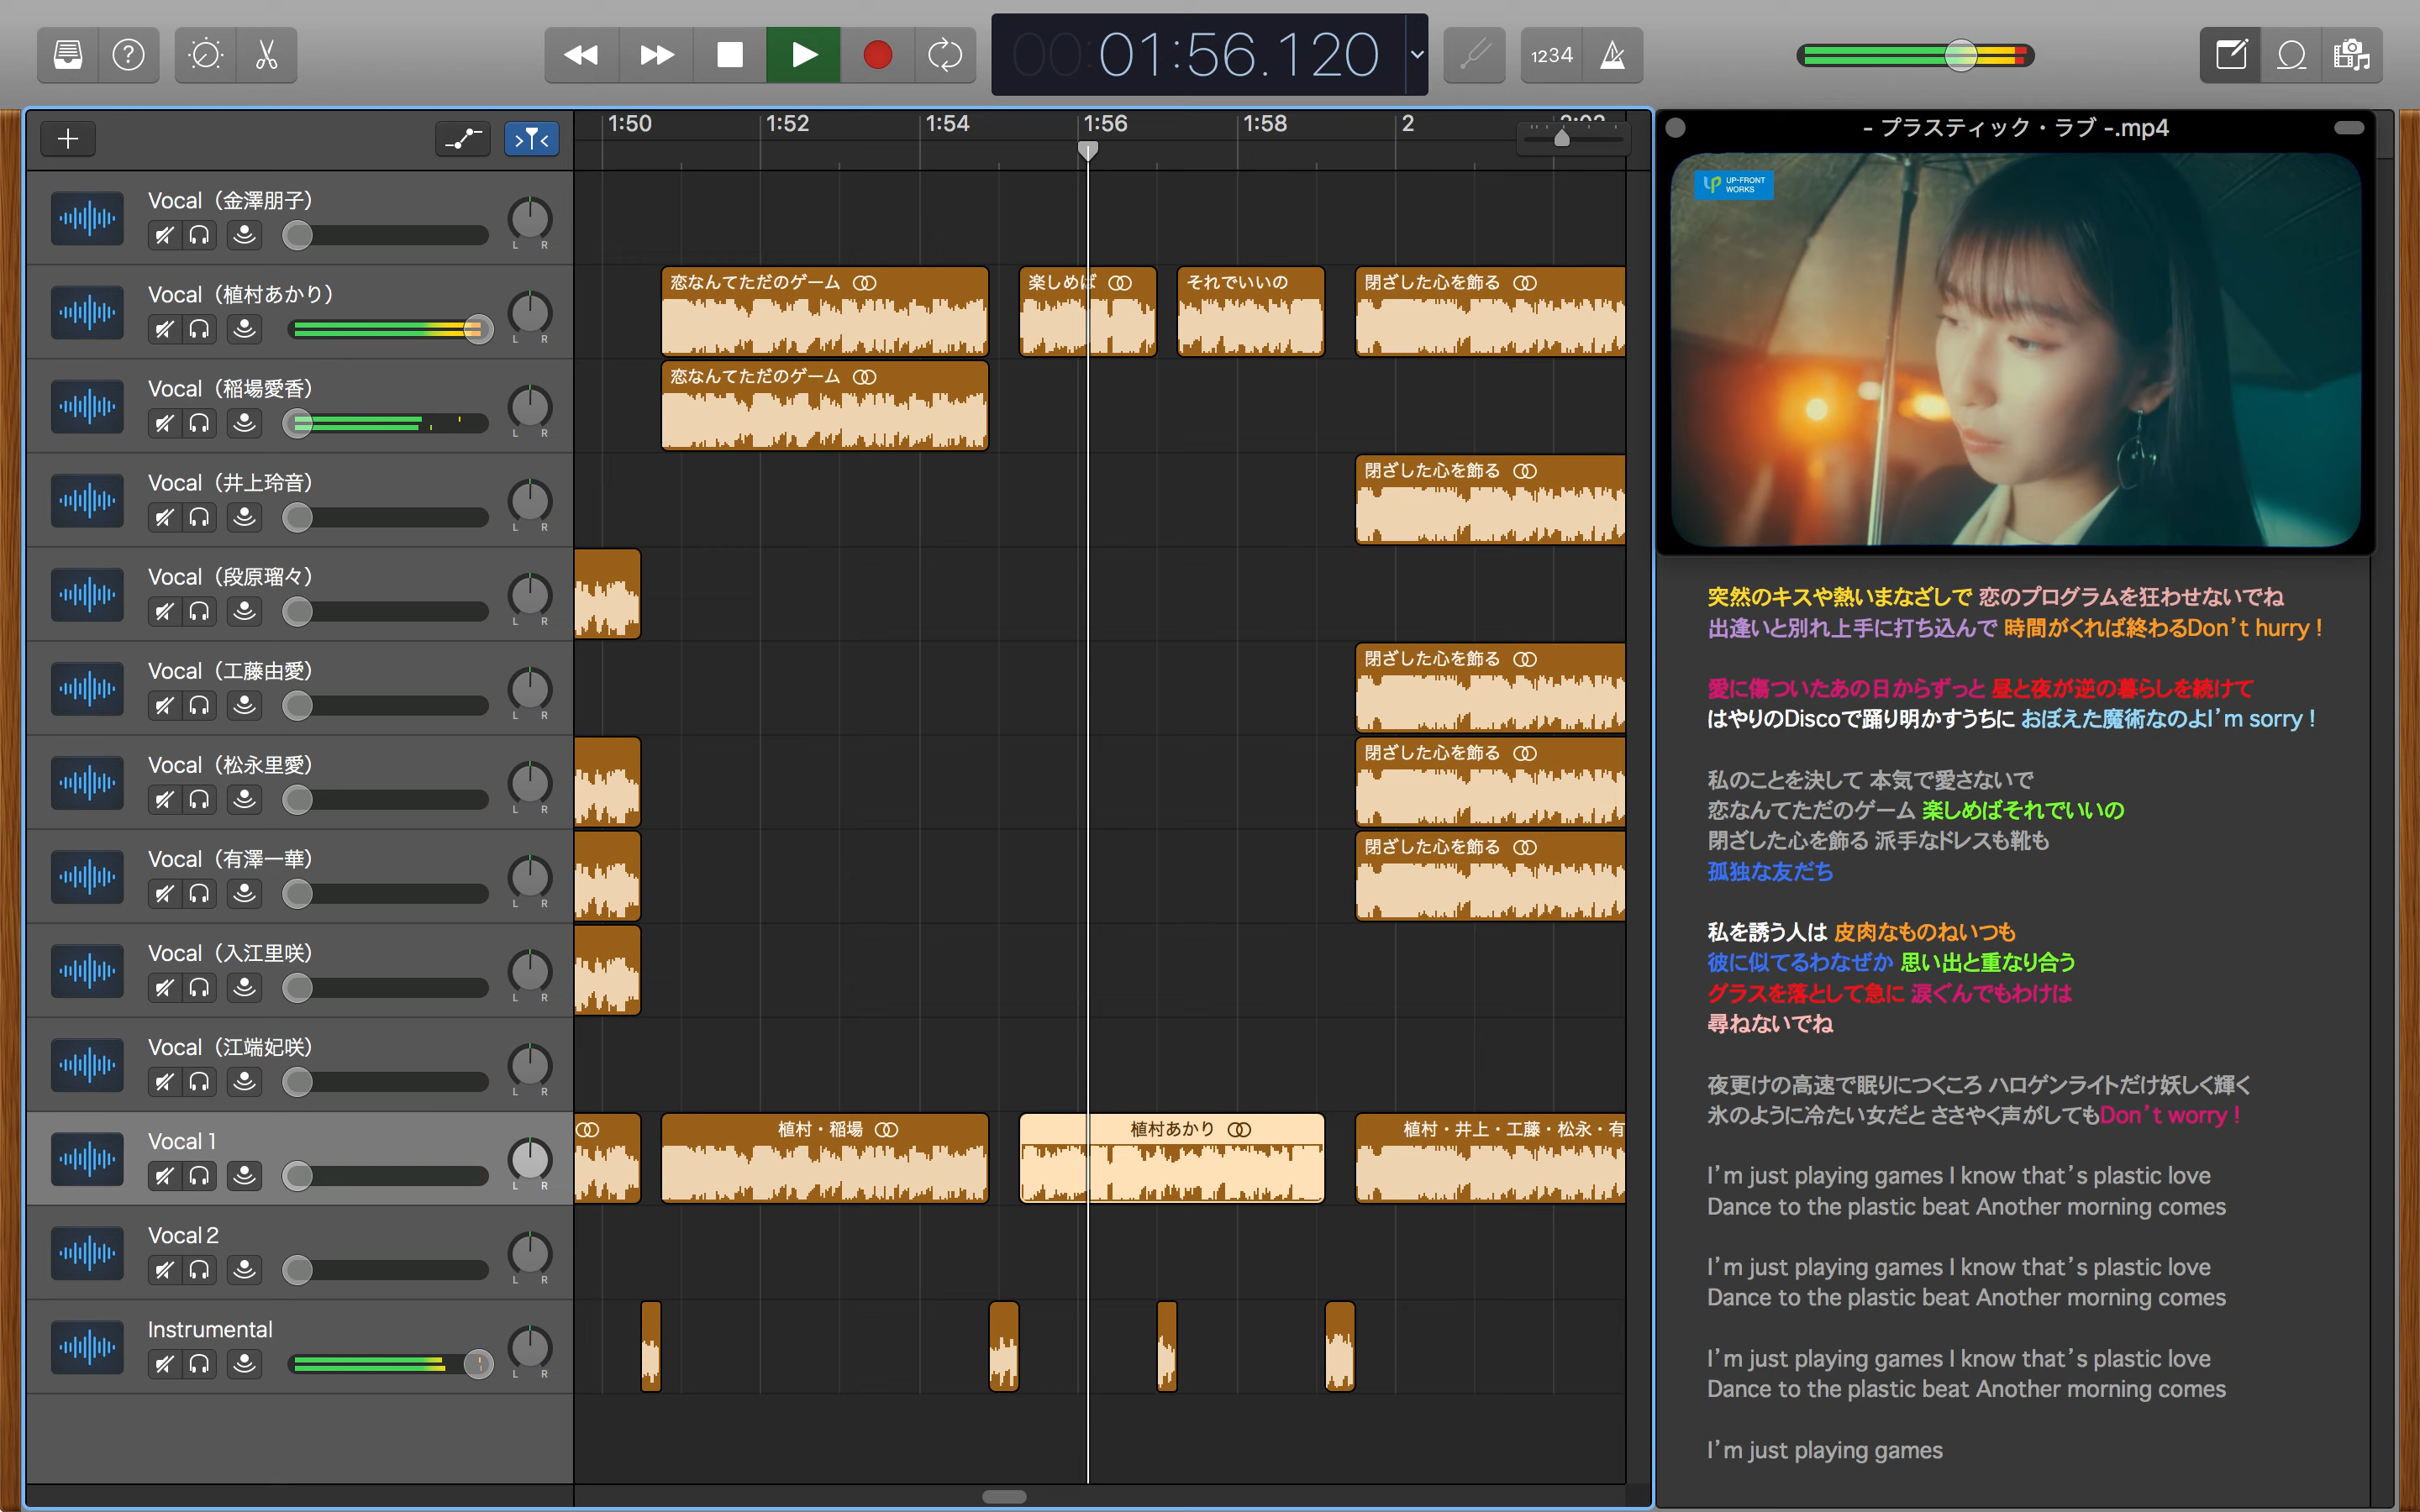 00:01:56.120
1234
1:50 1:52 1:54 1:56 1:58 2
- プラスティック・ラブ -.mp4
UP-FRONT
WORKS
Vocal（金澤朋子）
L R
Vocal（植村あかり）
L R
恋なんてただのゲーム 楽しめば それでいいの 閉ざした心を飾る
Vocal（稲場愛香）
L R
恋なんてただのゲーム
Vocal（井上玲音）
L R
閉ざした心を飾る
Vocal（段原瑠々）
L R
Vocal（工藤由愛）
L R
閉ざした心を飾る
Vocal（松永里愛）
L R
閉ざした心を飾る
Vocal（有澤一華）
L R
閉ざした心を飾る
Vocal（入江里咲）
L R
Vocal（江端妃咲）
L R
Vocal 1
L R
植村・稲場 植村あかり 植村・井上・工藤・松永・有
Vocal 2
L R
Instrumental
L R
突然のキスや熱いまなざしで 恋のプログラムを狂わせないでね
出逢いと別れ上手に打ち込んで 時間がくれば終わるDon't hurry！
愛に傷ついたあの日からずっと 昼と夜が逆の暮らしを続けて
はやりのDiscoで踊り明かすうちに おぼえた魔術なのよI'm sorry！
私のことを決して 本気で愛さないで
恋なんてただのゲーム 楽しめばそれでいいの
閉ざした心を飾る 派手なドレスも靴も
孤独な友だち
私を誘う人は 皮肉なものねいつも
彼に似てるわなぜか 思い出と重なり合う
グラスを落として急に 涙ぐんでもわけは
尋ねないでね
夜更けの高速で眠りにつくころ ハロゲンライトだけ妖しく輝く
氷のように冷たい女だと ささやく声がしてもDon't worry！
I'm just playing games I know that's plastic love
Dance to the plastic beat Another morning comes
I'm just playing games I know that's plastic love
Dance to the plastic beat Another morning comes
I'm just playing games I know that's plastic love
Dance to the plastic beat Another morning comes
I'm just playing games